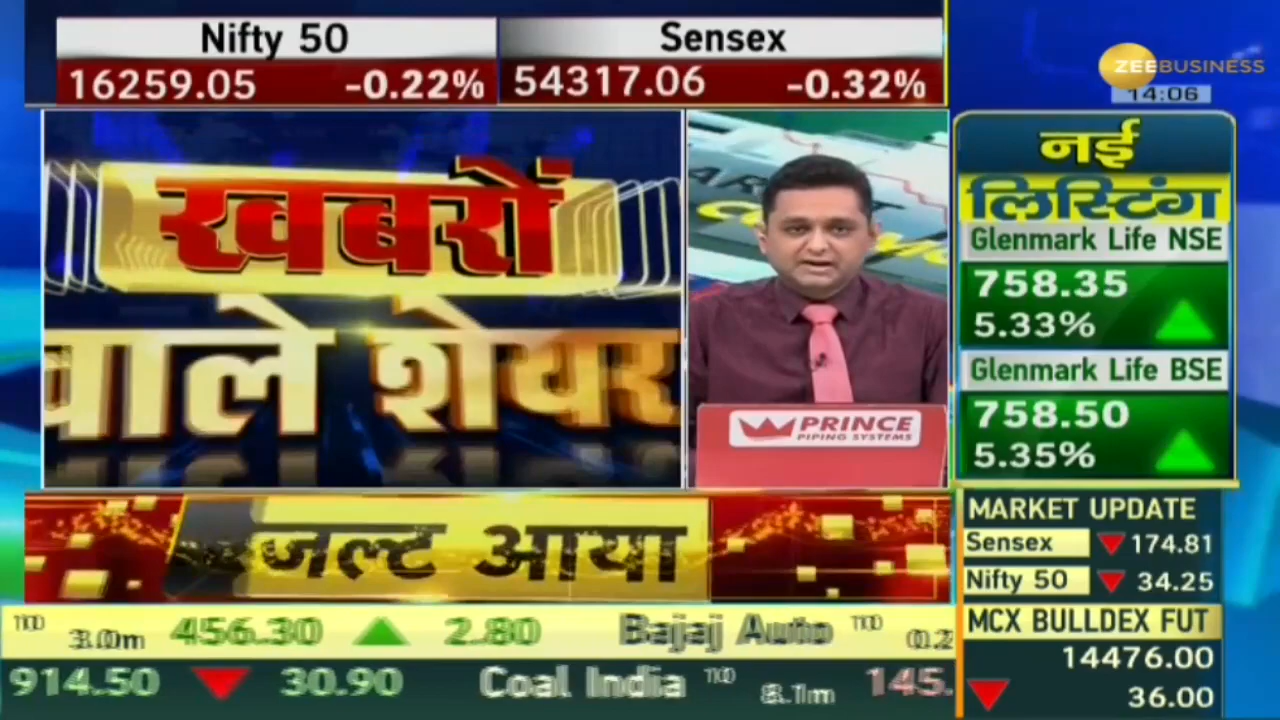 Nifty 50
16259.05 -0.22%
Sensex
54317.06 -0.32%
ZEEBUSINESS
14:06
खबरों
वाले शेयर
नई
लिस्टिंग
Glenmark Life NSE
758.35
5.33%
Glenmark Life BSE
758.50
5.35%
PRINCE
PIPING SYSTEMS
जल्ट आया
MARKET UPDATE
Sensex 174.81
Nifty 50 34.25
MCX BULLDEX FUT
14476.00
36.00
3.0m 456.30 2.80 Bajaj Auto 0.2
914.50 30.90 Coal India 8.1m 145.